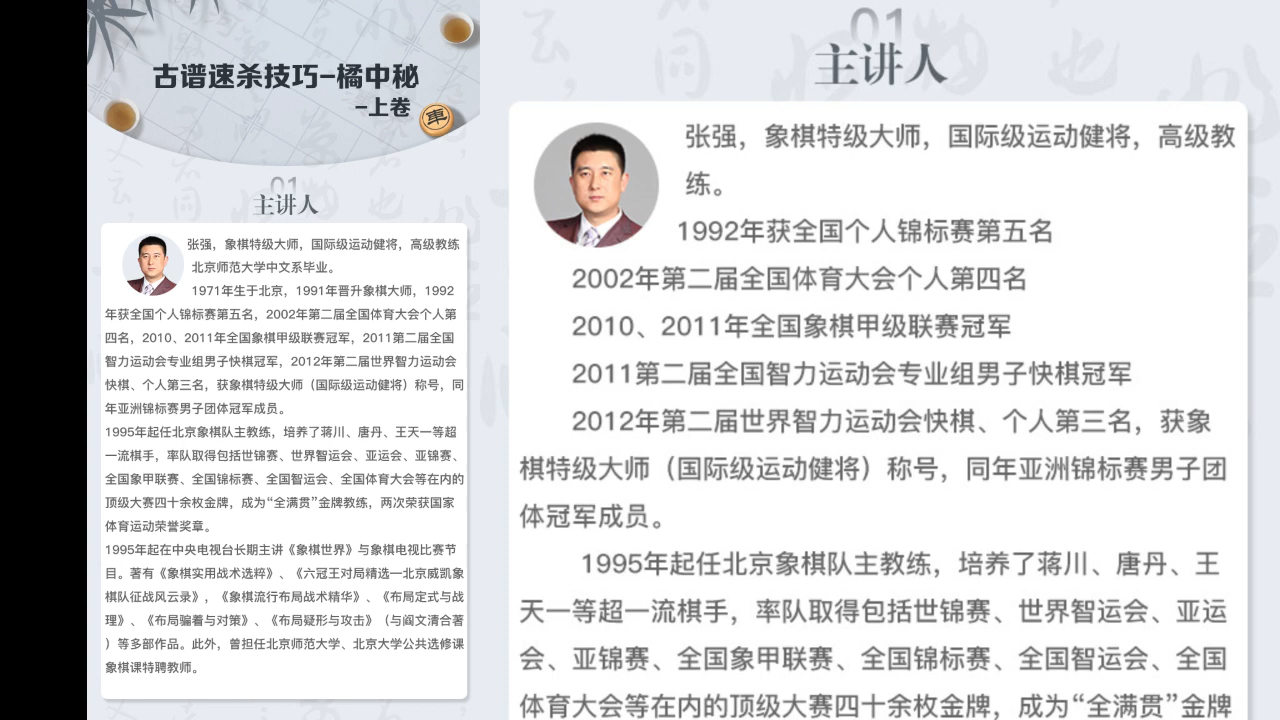 古谱速杀技巧-橘中秘
-上卷
車
01
主讲人
张强，象棋特级大师，国际级运动健将，高级教练
北京师范大学中文系毕业。
1971年生于北京，1991年晋升象棋大师，1992
年获全国个人锦标赛第五名，2002年第二届全国体育大会个人第
四名，2010、2011年全国象棋甲级联赛冠军，2011第二届全国
智力运动会专业组男子快棋冠军，2012年第二届世界智力运动会
快棋、个人第三名，获象棋特级大师（国际级运动健将）称号，同
年亚洲锦标赛男子团体冠军成员。
1995年起任北京象棋队主教练，培养了蒋川、唐丹、王天一等超
一流棋手，率队取得包括世锦赛、世界智运会、亚运会、亚锦赛、
全国象甲联赛、全国锦标赛、全国智运会、全国体育大会等在内的
顶级大赛四十余枚金牌，成为“全满贯”金牌教练，两次荣获国家
体育运动荣誉奖章。
1995年起在中央电视台长期主讲《象棋世界》与象棋电视比赛节
目。著有《象棋实用战术选粹》、《六冠王对局精选—北京威凯象
棋队征战风云录》，《象棋流行布局战术精华》、《布局定式与战
理》、《布局骗着与对策》、《布局疑形与攻击》（与阎文清合著
）等多部作品。此外，曾担任北京师范大学、北京大学公共选修课
象棋课特聘教师。
01
主讲人
张强，象棋特级大师，国际级运动健将，高级教
练。
1992年获全国个人锦标赛第五名
2002年第二届全国体育大会个人第四名
2010、2011年全国象棋甲级联赛冠军
2011第二届全国智力运动会专业组男子快棋冠军
2012年第二届世界智力运动会快棋、个人第三名，获象
棋特级大师（国际级运动健将）称号，同年亚洲锦标赛男子团
体冠军成员。
1995年起任北京象棋队主教练，培养了蒋川、唐丹、王
天一等超一流棋手，率队取得包括世锦赛、世界智运会、亚运
会、亚锦赛、全国象甲联赛、全国锦标赛、全国智运会、全国
体育大会等在内的顶级大赛四十余枚金牌，成为“全满贯”金牌